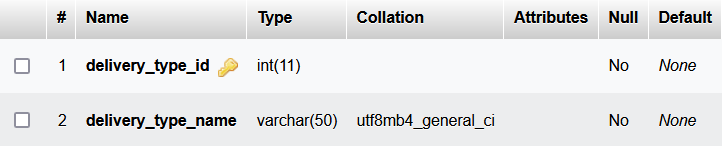 # Name Type Collation Attributes Null Default
1 delivery_type_id int(11) No None
2 delivery_type_name varchar(50) utf8mb4_general_ci No None